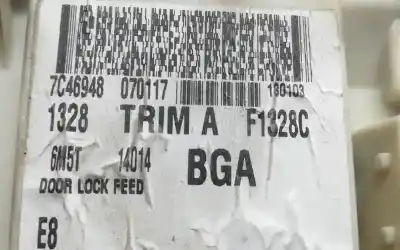 7C46948 070117 180103
1328 TRIM A F1328C
6M5T 14014 BGA
DOOR LOCK FEED
E8